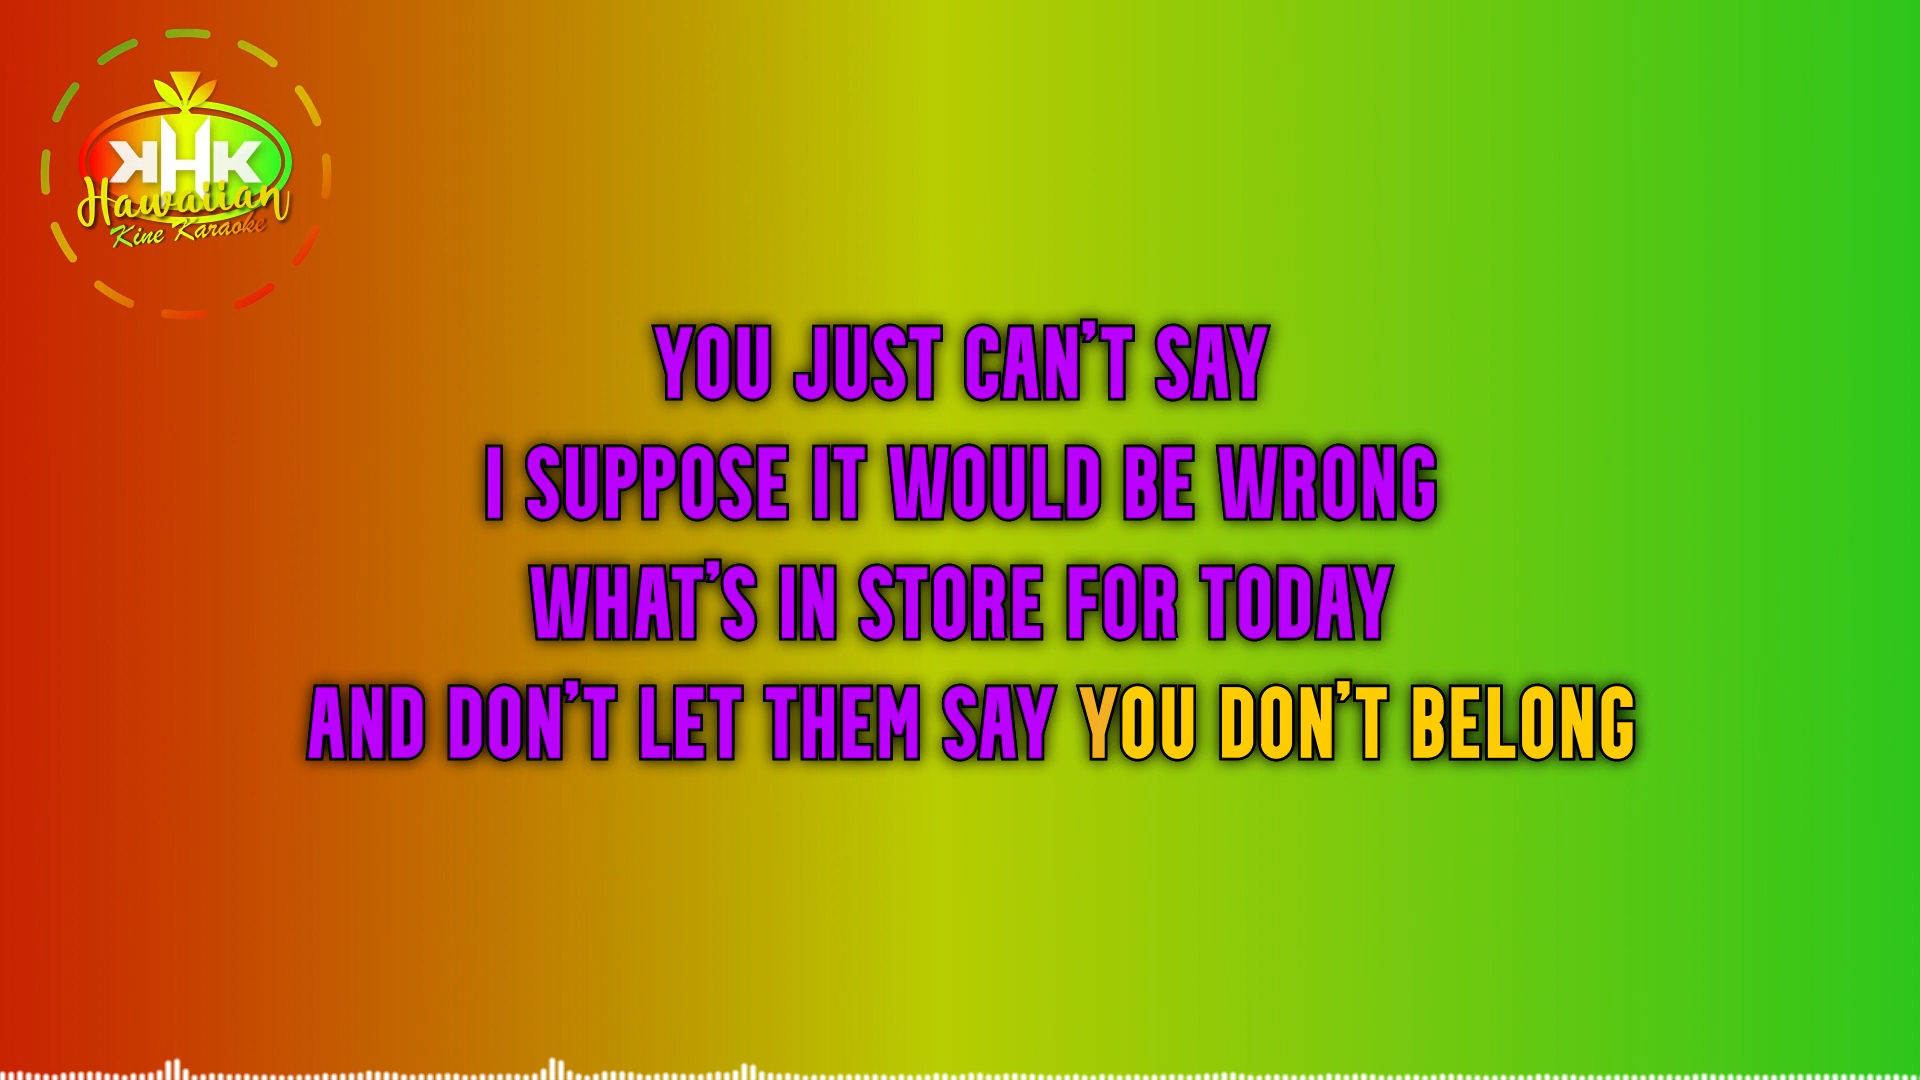 KHK
Hawaiian
Kine Karaoke
YOU JUST CAN'T SAY
I SUPPOSE IT WOULD BE WRONG
WHAT'S IN STORE FOR TODAY
AND DON'T LET THEM SAY YOU DON'T BELONG